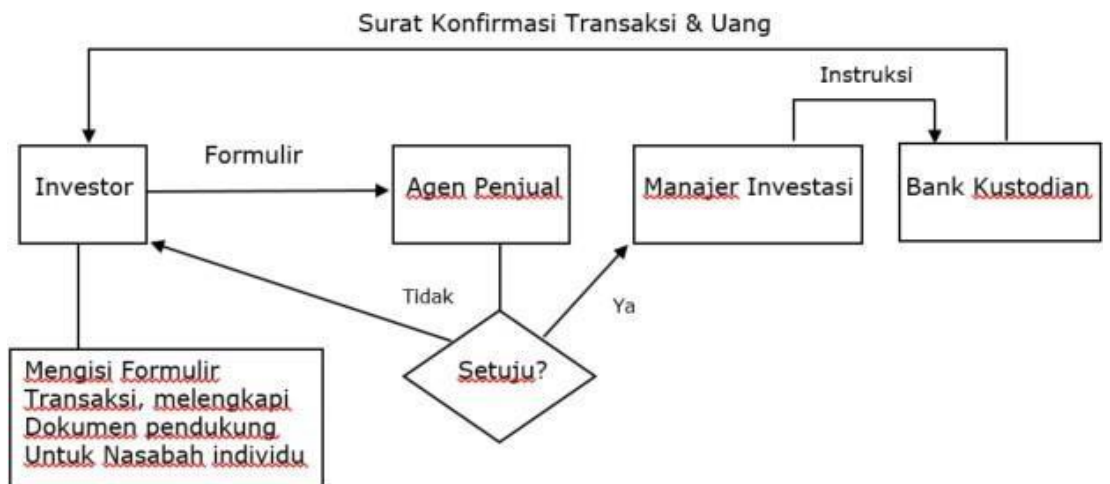 Surat Konfirmasi Transaksi & Uang
Instruksi
Formulir
Investor
Agen Penjual
Manajer Investasi
Bank Kustodian
Tidak
Ya
Setuju?
Mengisi Formulir
Transaksi, melengkapi
Dokumen pendukung
Untuk Nasabah individu